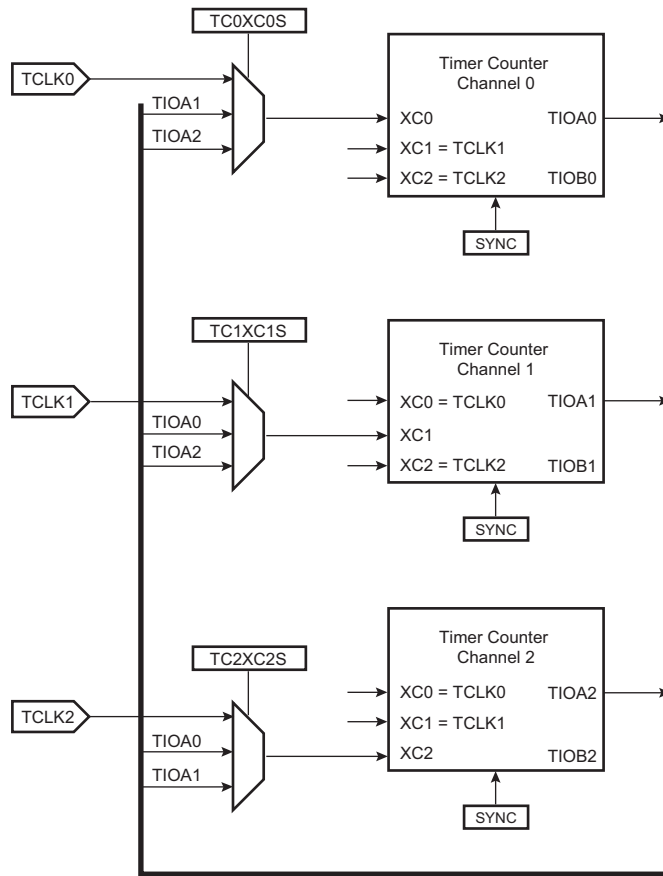 TC0XC0S
TCLK0
TIOA1
TIOA2
Timer Counter
Channel 0
XC0
TIOA0
XC1 = TCLK1
XC2 = TCLK2
TIOB0
SYNC
TC1XC1S
TCLK1
TIOA0
TIOA2
Timer Counter
Channel 1
XC0 = TCLK0
TIOA1
XC1
XC2 = TCLK2
TIOB1
SYNC
TC2XC2S
TCLK2
TIOA0
TIOA1
Timer Counter
Channel 2
XC0 = TCLK0
TIOA2
XC1 = TCLK1
XC2
TIOB2
SYNC